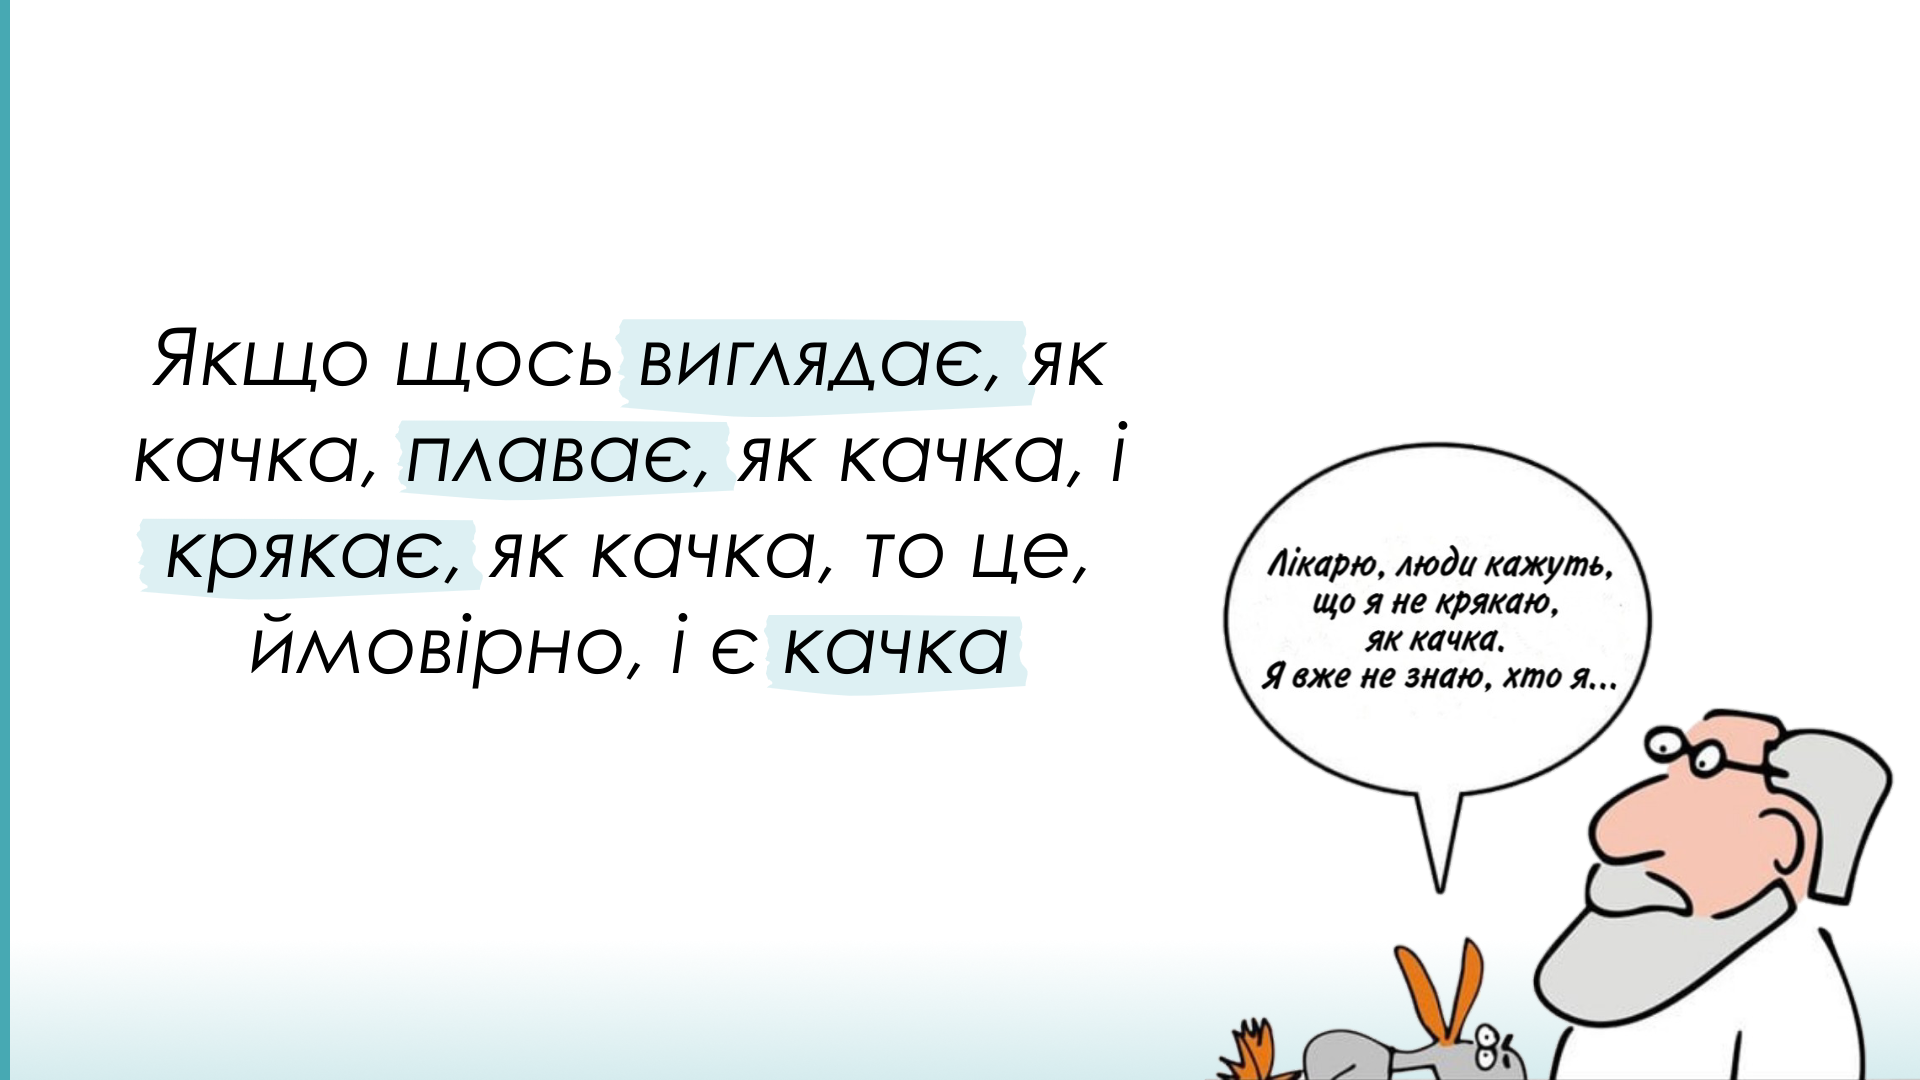 Якщо щось виглядає, як
качка, плаває, як качка, і
крякає, як качка, то це,
ймовірно, і є качка
Лікарю, люди кажуть,
що я не крякаю,
як качка.
Я вже не знаю, хто я...